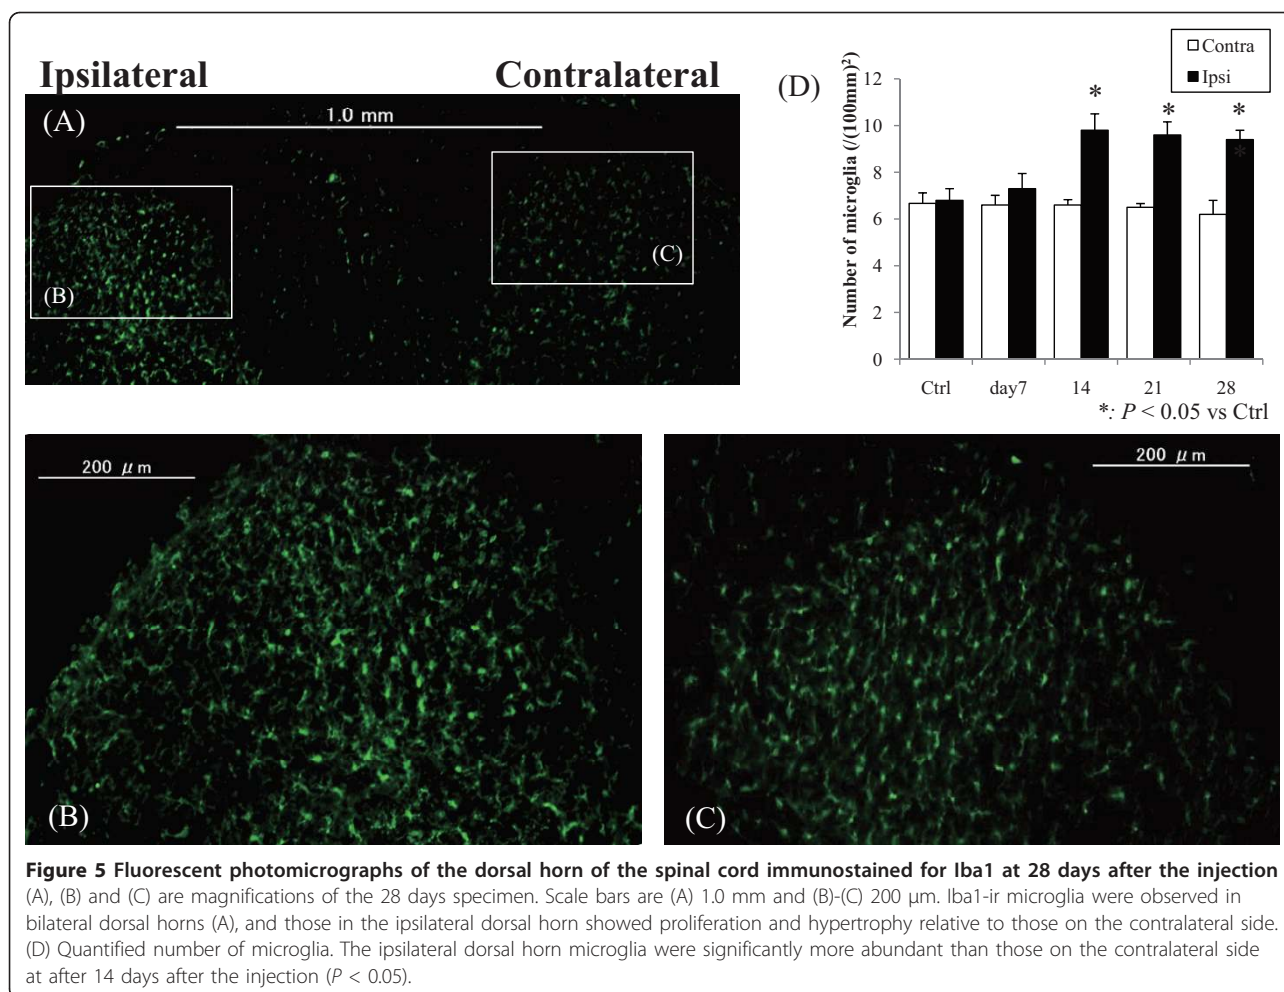 Ipsilateral
Contralateral
(A)
1.0 mm
(B)
(C)
(D)
Contra
Ipsi
Number of microglia (/(100mm)²)
12
10
8
6
4
2
0
*
*
*
*
Ctrl day7 14 21 28
*: P < 0.05 vs Ctrl
200 μm
(B)
200 μm
(C)
Figure 5 Fluorescent photomicrographs of the dorsal horn of the spinal cord immunostained for Iba1 at 28 days after the injection
(A), (B) and (C) are magnifications of the 28 days specimen. Scale bars are (A) 1.0 mm and (B)-(C) 200 μm. Iba1-ir microglia were observed in
bilateral dorsal horns (A), and those in the ipsilateral dorsal horn showed proliferation and hypertrophy relative to those on the contralateral side.
(D) Quantified number of microglia. The ipsilateral dorsal horn microglia were significantly more abundant than those on the contralateral side
at after 14 days after the injection (P < 0.05).